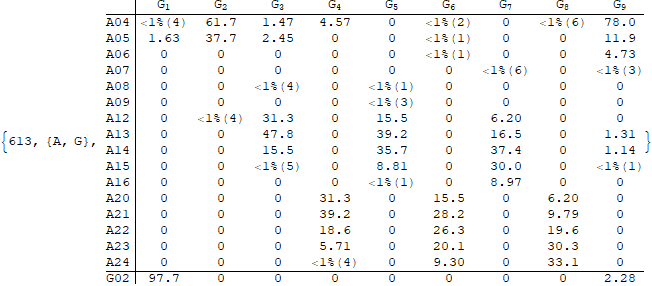 G1 G2 G3 G4 G5 G6 G7 G8 G9
A04 <1%(4) 61.7 1.47 4.57 0 <1%(2) 0 <1%(6) 78.0
A05 1.63 37.7 2.45 0 0 <1%(1) 0 0 11.9
A06 0 0 0 0 0 <1%(1) 0 0 4.73
A07 0 0 0 0 0 0 <1%(6) 0 <1%(3)
A08 0 0 <1%(4) 0 <1%(1) 0 0 0 0
A09 0 0 0 0 <1%(3) 0 0 0 0
A12 0 <1%(4) 31.3 0 15.5 0 6.20 0 0
{613, {A, G}, A13 0 0 47.8 0 39.2 0 16.5 0 1.31 }
A14 0 0 15.5 0 35.7 0 37.4 0 1.14
A15 0 0 <1%(5) 0 8.81 0 30.0 0 <1%(1)
A16 0 0 0 0 <1%(1) 0 8.97 0 0
A20 0 0 0 31.3 0 15.5 0 6.20 0
A21 0 0 0 39.2 0 28.2 0 9.79 0
A22 0 0 0 18.6 0 26.3 0 19.6 0
A23 0 0 0 5.71 0 20.1 0 30.3 0
A24 0 0 0 <1%(4) 0 9.30 0 33.1 0
G02 97.7 0 0 0 0 0 0 0 2.28